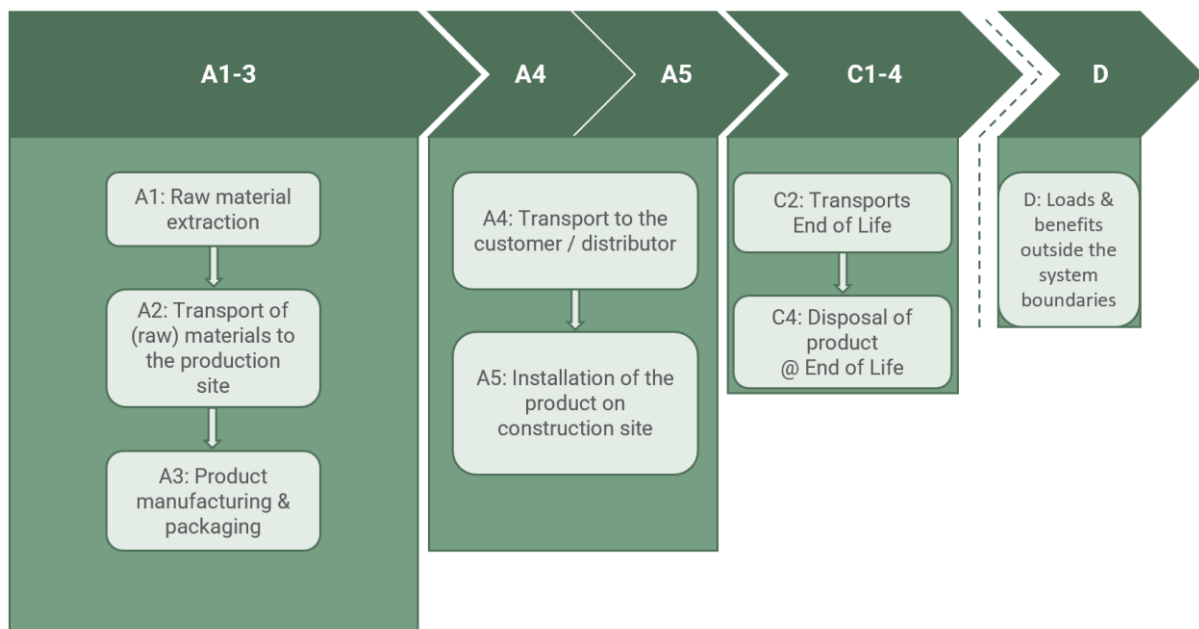 A1-3
A4
A5
C1-4
D
A1: Raw material
extraction
A2: Transport of
(raw) materials to
the production
site
A3: Product
manufacturing &
packaging
A4: Transport to the
customer / distributor
A5: Installation of the
product on
construction site
C2: Transports
End of Life
C4: Disposal of
product
@ End of Life
D: Loads &
benefits
outside the
system
boundaries